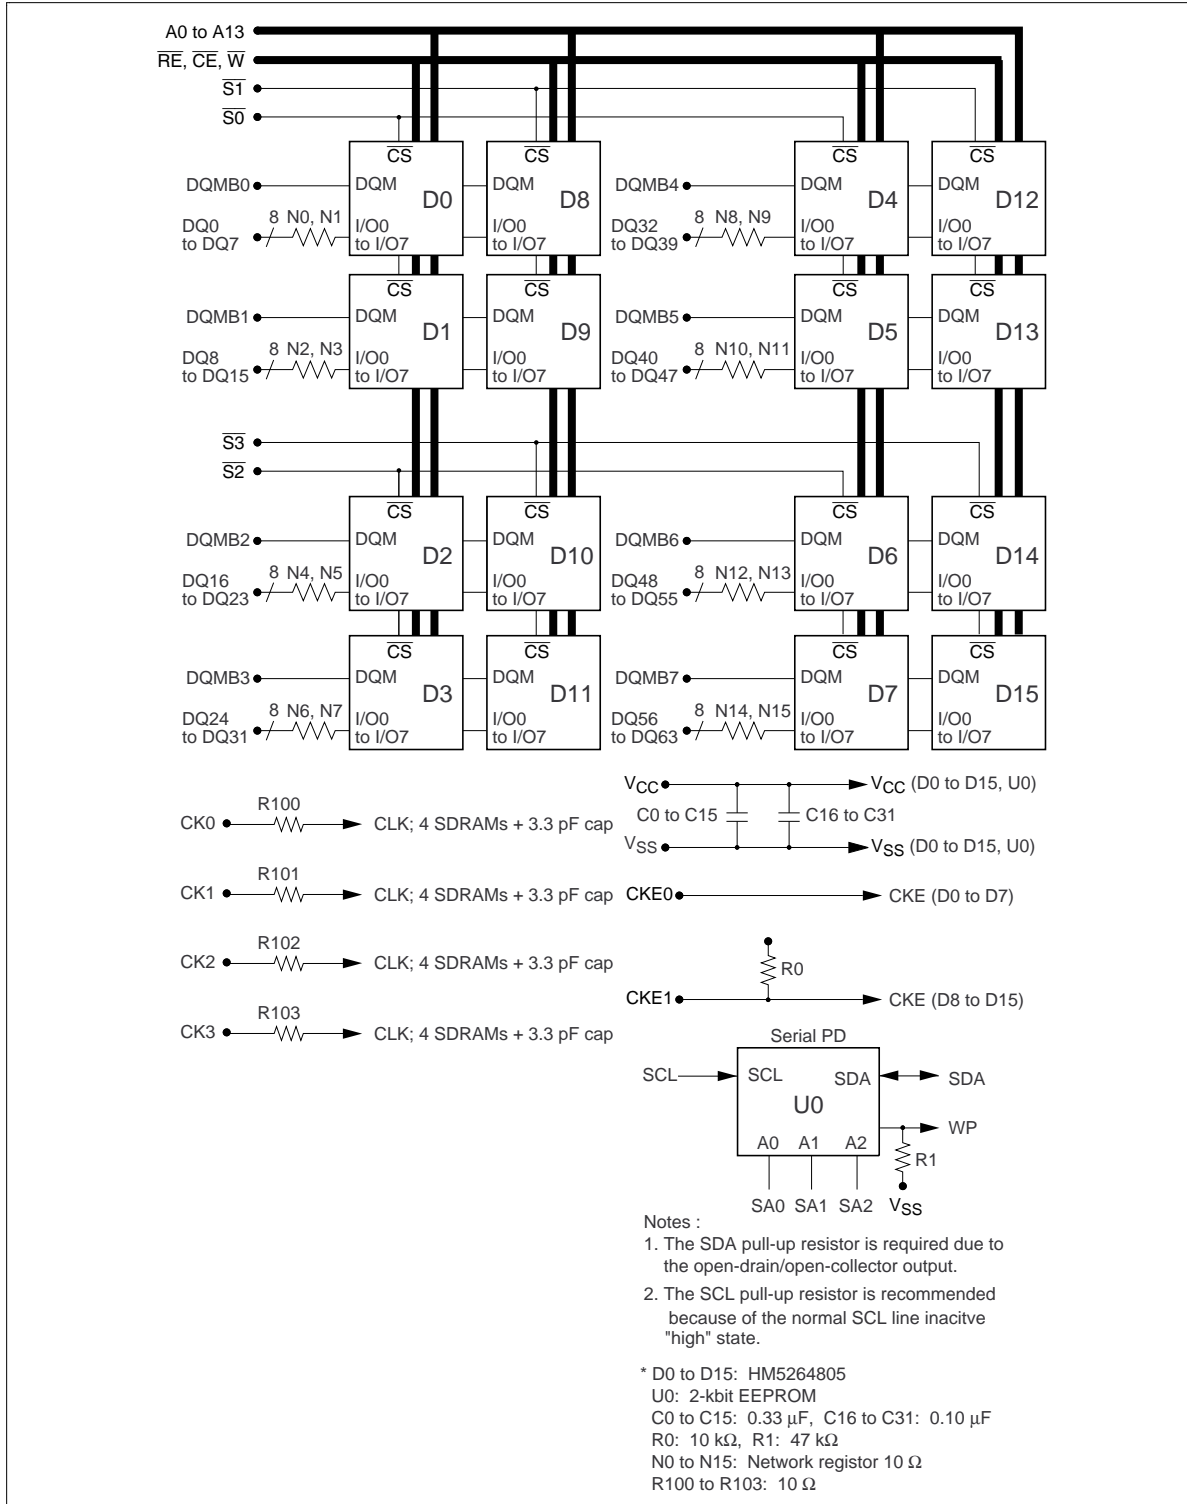 A0 to A13
RE, CE, W
S1
S0
CS CS CS CS
DQMB0 DQM D0 DQM D8 DQMB4 DQM D4 DQM D12
DQ0 to DQ7 8 N0, N1 I/O0 to I/O7 I/O0 to I/O7 DQ32 to DQ39 8 N8, N9 I/O0 to I/O7 I/O0 to I/O7
CS CS CS CS
DQMB1 DQM D1 DQM D9 DQMB5 DQM D5 DQM D13
DQ8 to DQ15 8 N2, N3 I/O0 to I/O7 I/O0 to I/O7 DQ40 to DQ47 8 N10, N11 I/O0 to I/O7 I/O0 to I/O7
S3
S2
CS CS CS CS
DQMB2 DQM D2 DQM D10 DQMB6 DQM D6 DQM D14
DQ16 to DQ23 8 N4, N5 I/O0 to I/O7 I/O0 to I/O7 DQ48 to DQ55 8 N12, N13 I/O0 to I/O7 I/O0 to I/O7
CS CS CS CS
DQMB3 DQM D3 DQM D11 DQMB7 DQM D7 DQM D15
DQ24 to DQ31 8 N6, N7 I/O0 to I/O7 I/O0 to I/O7 DQ56 to DQ63 8 N14, N15 I/O0 to I/O7 I/O0 to I/O7
R100
CK0 CLK; 4 SDRAMs + 3.3 pF cap
R101
CK1 CLK; 4 SDRAMs + 3.3 pF cap
R102
CK2 CLK; 4 SDRAMs + 3.3 pF cap
R103
CK3 CLK; 4 SDRAMs + 3.3 pF cap
VCC VCC (D0 to D15, U0)
C0 to C15 C16 to C31
VSS VSS (D0 to D15, U0)
CKE0 CKE (D0 to D7)
R0
CKE1 CKE (D8 to D15)
Serial PD
SCL SCL SDA SDA
U0
WP
A0 A1 A2 R1
SA0 SA1 SA2 VSS
Notes :
1. The SDA pull-up resistor is required due to
the open-drain/open-collector output.
2. The SCL pull-up resistor is recommended
because of the normal SCL line inacitve
"high" state.
* D0 to D15: HM5264805
U0: 2-kbit EEPROM
C0 to C15: 0.33 µF, C16 to C31: 0.10 µF
R0: 10 kΩ, R1: 47 kΩ
N0 to N15: Network registor 10 Ω
R100 to R103: 10 Ω